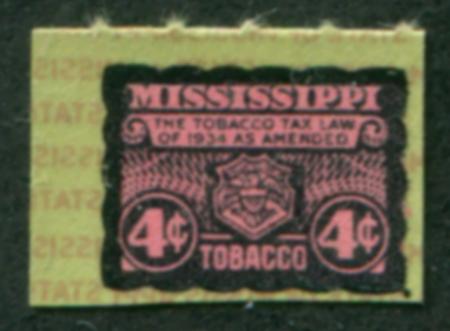 MISSISSIPPI
THE TOBACCO TAX LAW
OF 1934 AS AMENDED
4¢ 4¢
TOBACCO